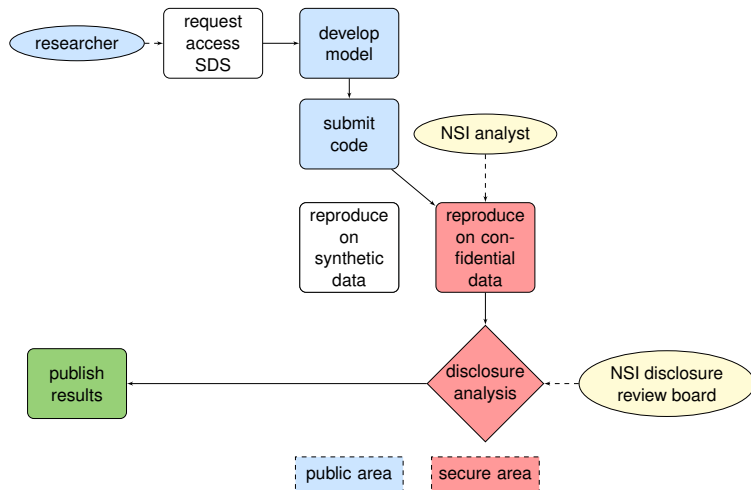 researcher
request
access
SDS
develop
model
submit
code
NSI analyst
reproduce
on
synthetic
data
reproduce
on con-
fidential
data
publish
results
disclosure
analysis
NSI disclosure
review board
public area
secure area